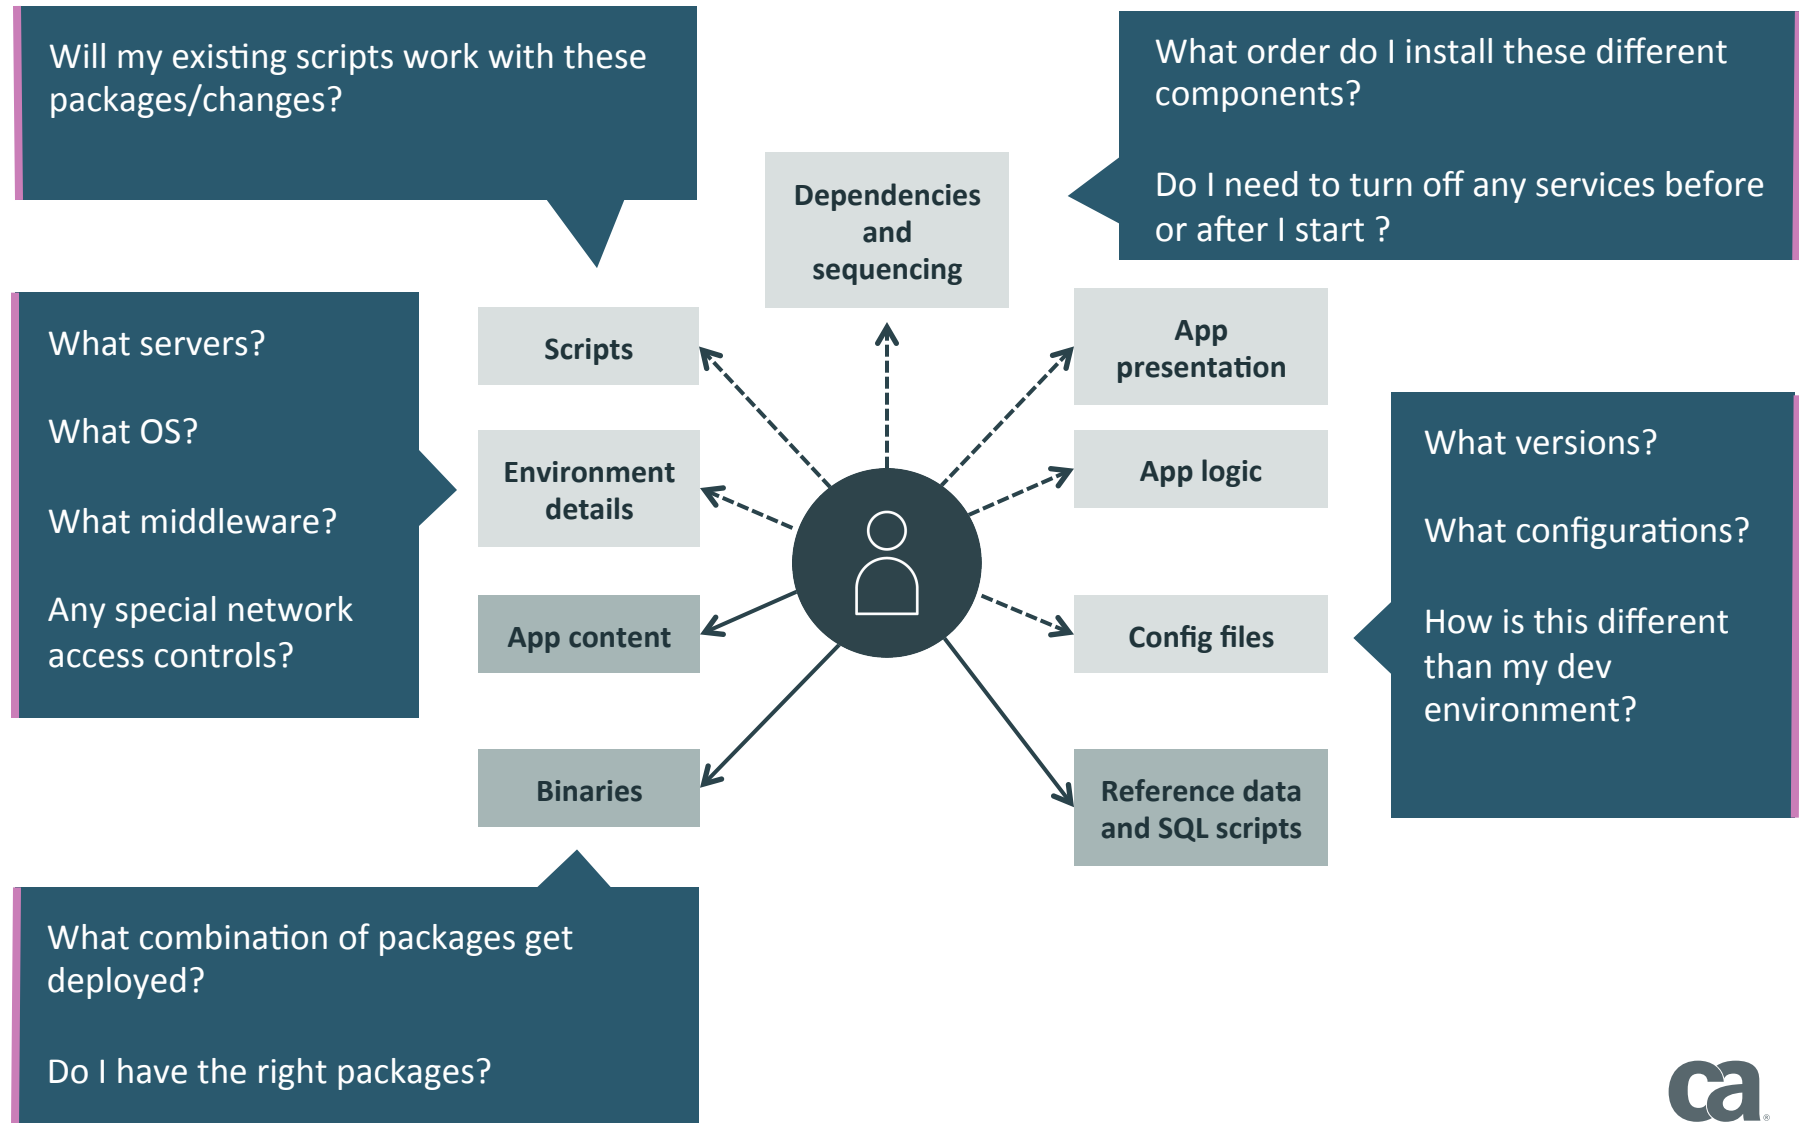 Will my existing scripts work with these
packages/changes?
What order do I install these different
components?
Do I need to turn off any services before
or after I start ?
Dependencies
and
sequencing
What servers?
What OS?
What middleware?
Any special network
access controls?
Scripts
Environment
details
App content
Binaries
App
presentation
App logic
Config files
Reference data
and SQL scripts
What versions?
What configurations?
How is this different
than my dev
environment?
What combination of packages get
deployed?
Do I have the right packages?
ca®